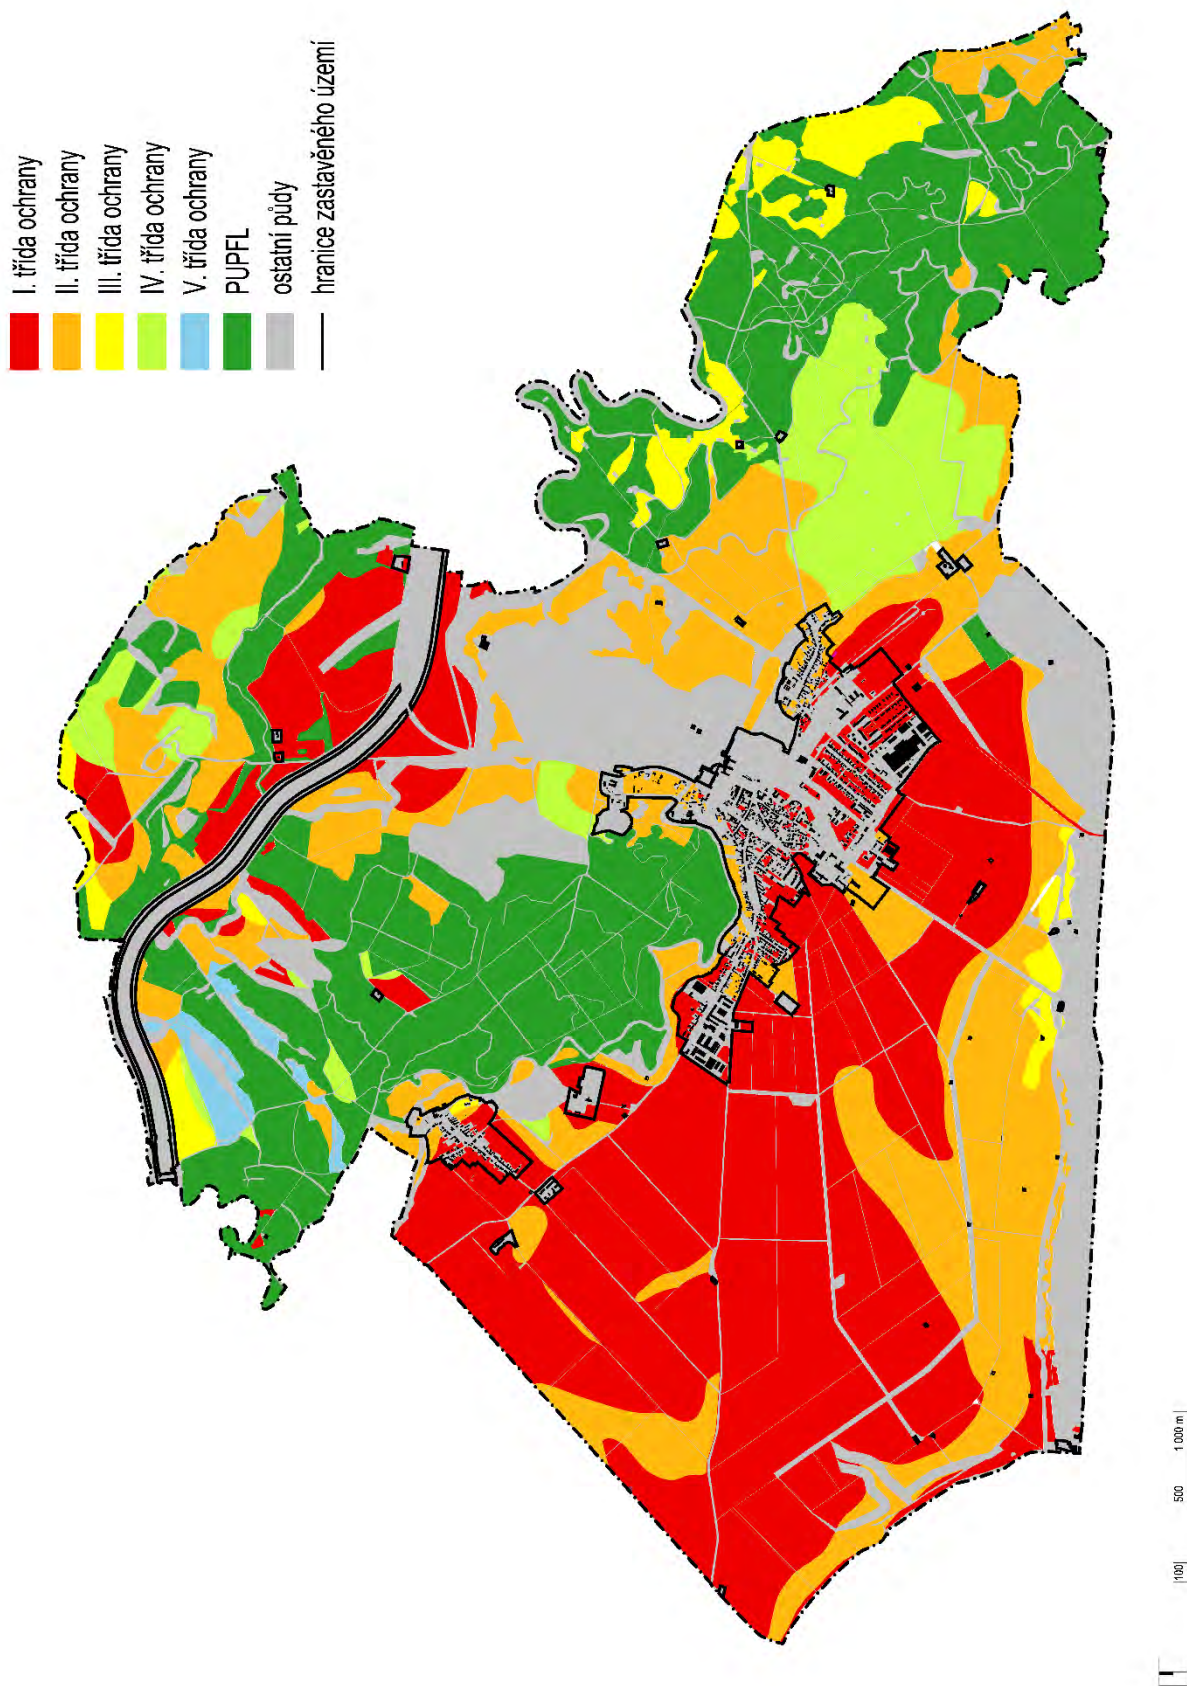 I. třída ochrany
II. třída ochrany
III. třída ochrany
IV. třída ochrany
V. třída ochrany
PUPFL
ostatní půdy
hranice zastavěného území
|100| 500 1 000 m |